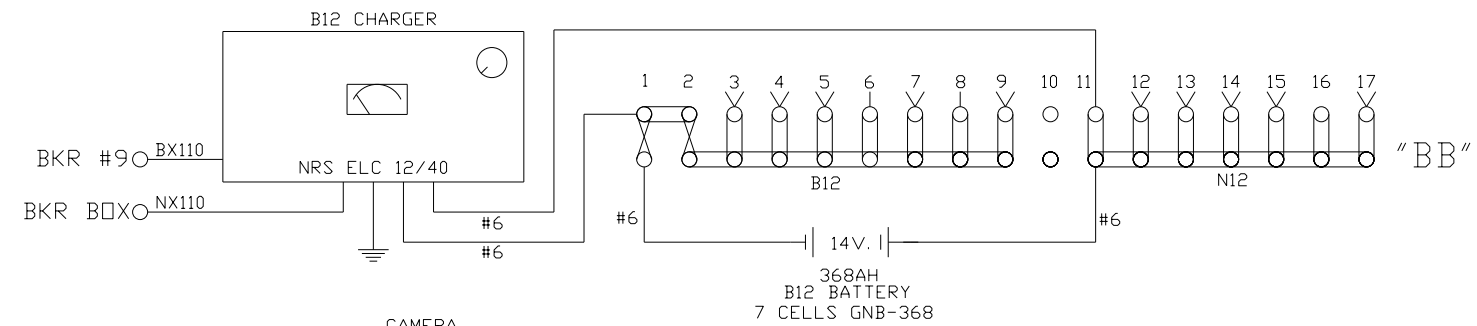 B12 CHARGER
1 2 3 4 5 6 7 8 9 10 11 12 13 14 15 16 17
BKR #9 BX110
NRS ELC 12/40
"BB"
B12 N12
BKR BOX NX110
#6 #6 #6
#6
14V.
368AH
B12 BATTERY
7 CELLS GNB-368
CAMERA